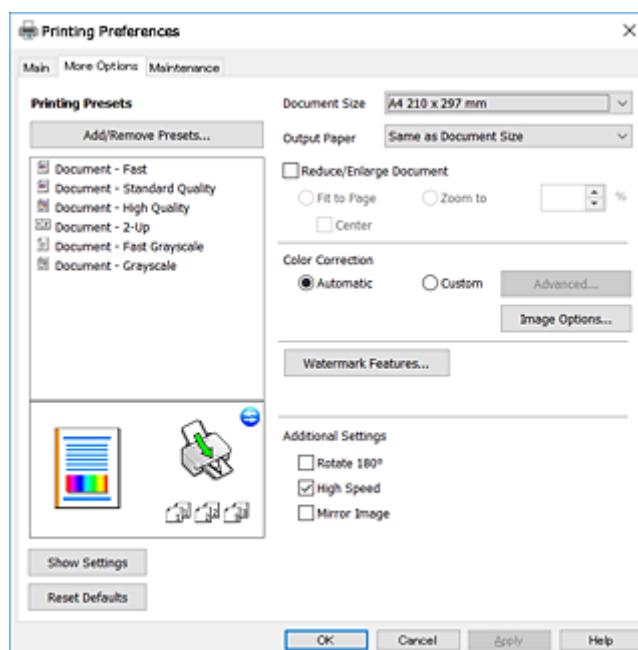 Printing Preferences
Main More Options Maintenance
Printing Presets
Add/Remove Presets...
Document - Fast
Document - Standard Quality
Document - High Quality
Document - 2-Up
Document - Fast Grayscale
Document - Grayscale
Show Settings
Reset Defaults
Document Size A4 210 x 297 mm
Output Paper Same as Document Size
Reduce/Enlarge Document
Fit to Page Zoom to %
Center
Color Correction
Automatic Custom Advanced...
Image Options...
Watermark Features...
Additional Settings
Rotate 180°
High Speed
Mirror Image
OK Cancel Apply Help